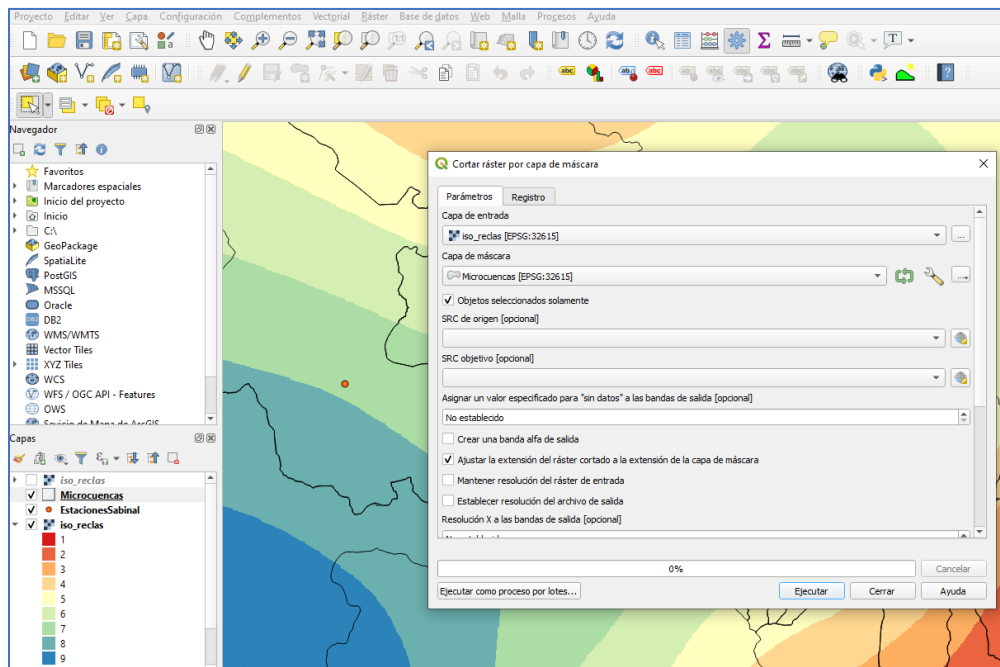 Proyecto Editar Ver Capa Configuración Complementos Vectorial Ráster Base de datos Web Malla Procesos Ayuda
Navegador
Favoritos
Marcadores espaciales
Inicio del proyecto
Inicio
C:\
GeoPackage
SpatiaLite
PostGIS
MSSQL
Oracle
DB2
WMS/WMTS
Vector Tiles
XYZ Tiles
WCS
WFS / OGC API - Features
OWS
Servicio de Mapa de ArcGIS
Capas
iso_reclas
Microcuencas
EstacionesSabinal
iso_reclas
1
2
3
4
5
6
7
8
9
Cortar ráster por capa de máscara
Parámetros Registro
Capa de entrada
iso_reclas [EPSG:32615]
Capa de máscara
Microcuencas [EPSG:32615]
Objetos seleccionados solamente
SRC de origen [opcional]
SRC objetivo [opcional]
Asignar un valor especificado para "sin datos" a las bandas de salida [opcional]
No establecido
Crear una banda alfa de salida
Ajustar la extensión del ráster cortado a la extensión de la capa de máscara
Mantener resolución del ráster de entrada
Establecer resolución del archivo de salida
Resolución X a las bandas de salida [opcional]
0% Cancelar
Ejecutar como proceso por lotes... Ejecutar Cerrar Ayuda